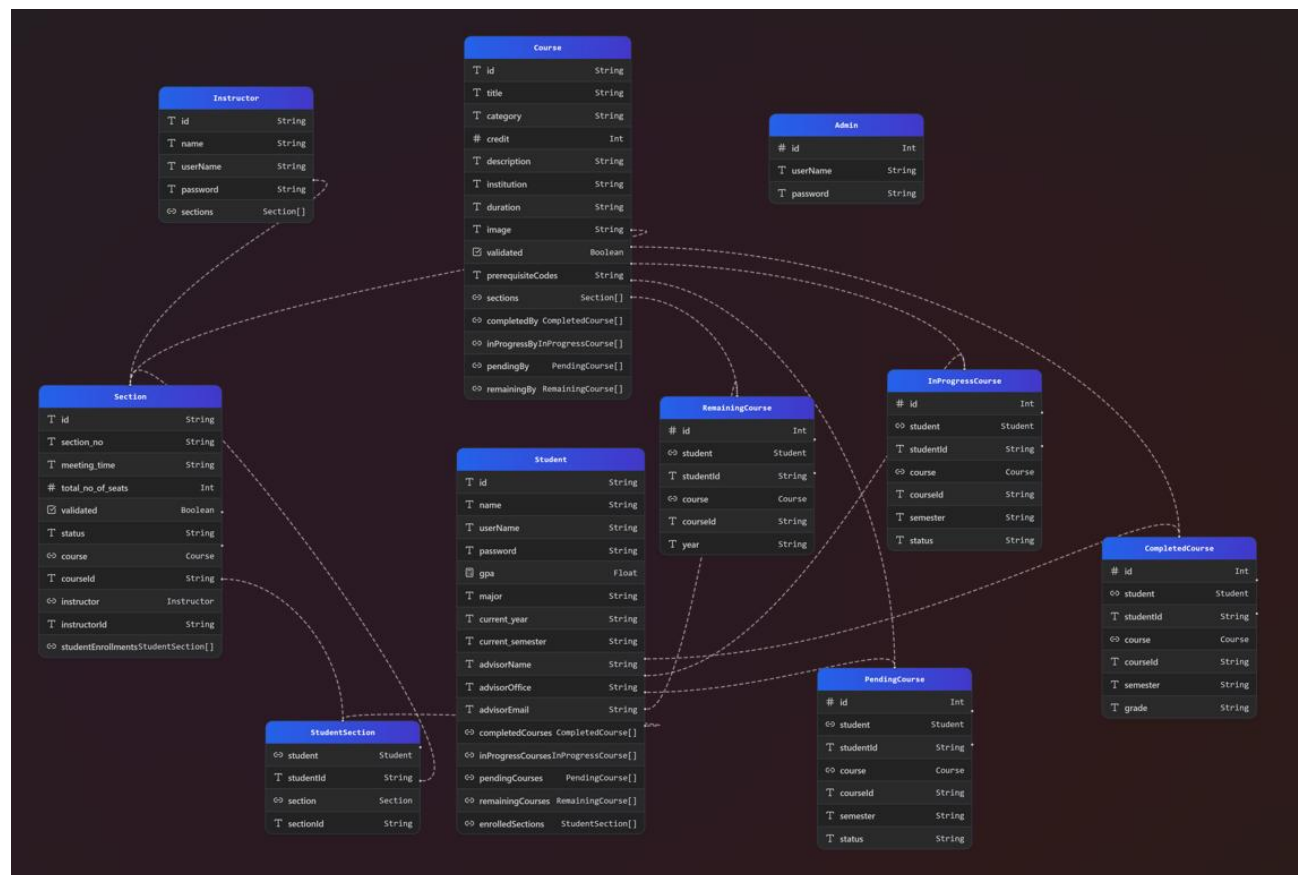 Course
id String
title String
category String
# credit Int
description String
institution String
duration String
image String
validated Boolean
prerequisiteCodes String
sections Section[]
completedBy CompletedCourse[]
inProgressBy InProgressCourse[]
pendingBy PendingCourse[]
remainingBy RemainingCourse[]
Instructor
id String
name String
userName String
password String
sections Section[]
Admin
# id Int
userName String
password String
Section
id String
section_no String
meeting_time String
# total_no_of_seats Int
validated Boolean
status String
course Course
courseId String
instructor Instructor
instructorId String
studentEnrollments StudentSection[]
RemainingCourse
# id Int
student Student
studentId String
course Course
courseId String
year String
InProgressCourse
# id Int
student Student
studentId String
course Course
courseId String
semester String
status String
Student
id String
name String
userName String
password String
gpa Float
major String
current_year String
current_semester String
advisorName String
advisorOffice String
advisorEmail String
completedCourses CompletedCourse[]
inProgressCourses InProgressCourse[]
pendingCourses PendingCourse[]
remainingCourses RemainingCourse[]
enrolledSections StudentSection[]
CompletedCourse
# id Int
student Student
studentId String
course Course
courseId String
semester String
grade String
PendingCourse
# id Int
student Student
studentId String
course Course
courseId String
semester String
status String
StudentSection
student Student
studentId String
section Section
sectionId String